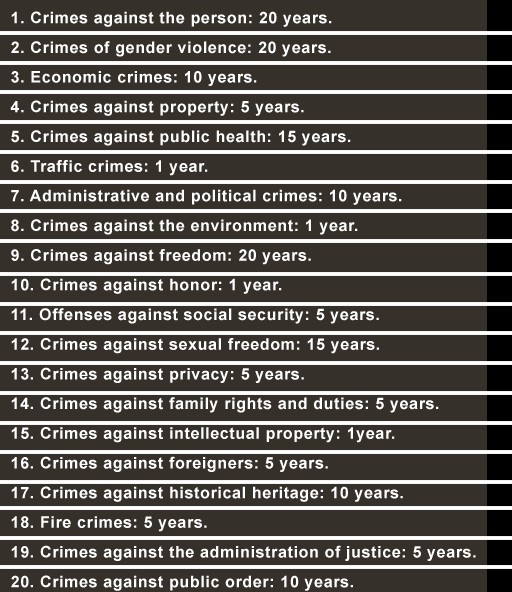 1. Crimes against the person: 20 years.
2. Crimes of gender violence: 20 years.
3. Economic crimes: 10 years.
4. Crimes against property: 5 years.
5. Crimes against public health: 15 years.
6. Traffic crimes: 1 year.
7. Administrative and political crimes: 10 years.
8. Crimes against the environment: 1 year.
9. Crimes against freedom: 20 years.
10. Crimes against honor: 1 year.
11. Offenses against social security: 5 years.
12. Crimes against sexual freedom: 15 years.
13. Crimes against privacy: 5 years.
14. Crimes against family rights and duties: 5 years.
15. Crimes against intellectual property: 1year.
16. Crimes against foreigners: 5 years.
17. Crimes against historical heritage: 10 years.
18. Fire crimes: 5 years.
19. Crimes against the administration of justice: 5 years.
20. Crimes against public order: 10 years.